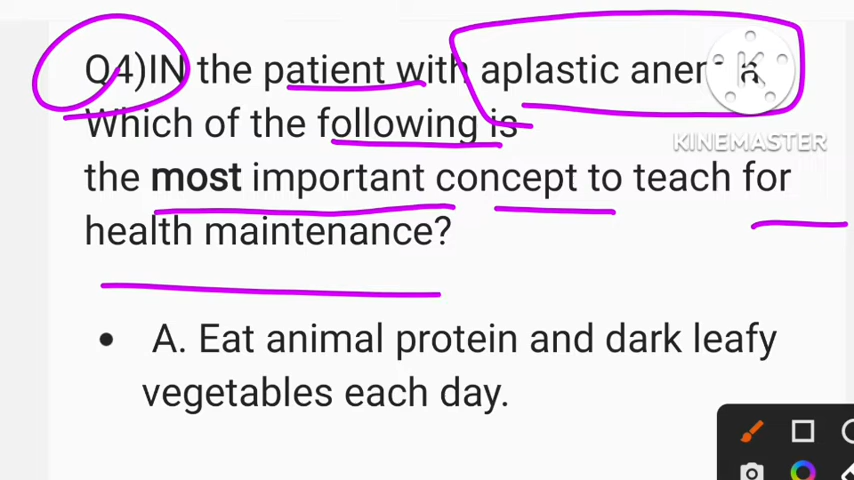 Q4)IN the patient with aplastic
KINEMASTER
Which of the following is
the most important concept to teach for
health maintenance?
A. Eat animal protein and dark leafy
vegetables each day.